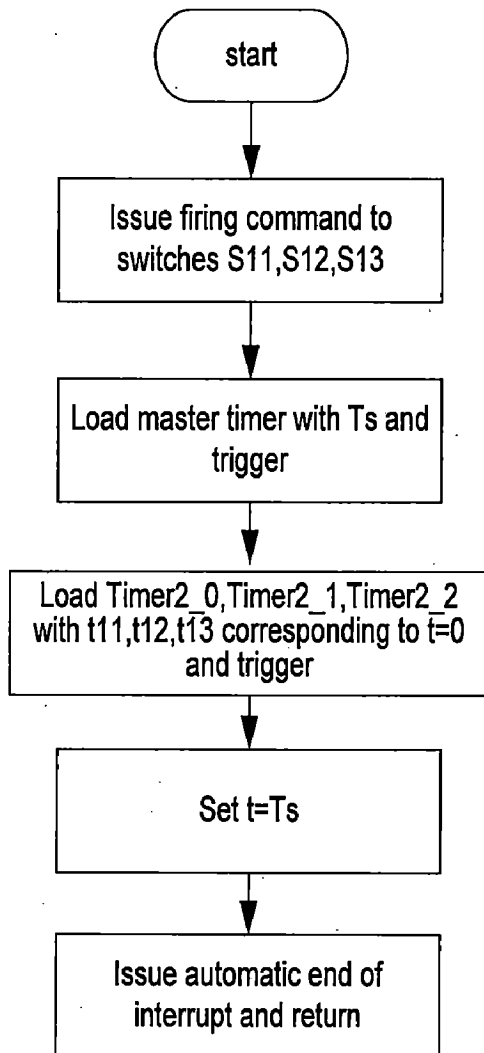 start
Issue firing command to
switches S11,S12,S13
Load master timer with Ts and
trigger
Load Timer2_0,Timer2_1,Timer2_2
with t11,t12,t13 corresponding to t=0
and trigger
Set t=Ts
Issue automatic end of
interrupt and return